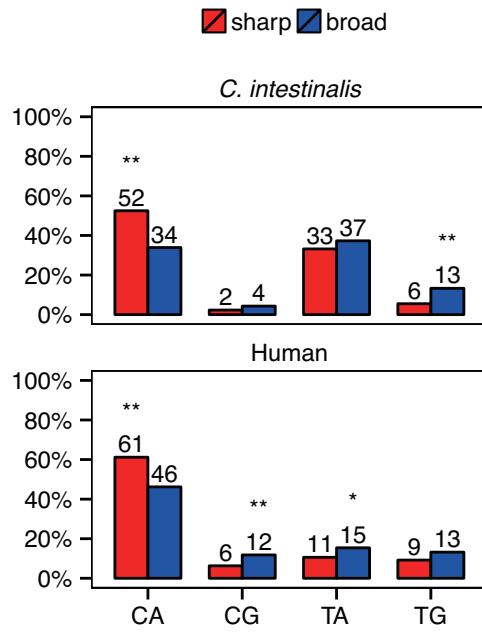 sharp broad
C. intestinalis
100%
80%
60%
40%
20%
0%
** 52 34
2 4
33 37
6 ** 13
Human
100%
80%
60%
40%
20%
0%
** 61 46
6 ** 12
11 * 15
9 13
CA CG TA TG